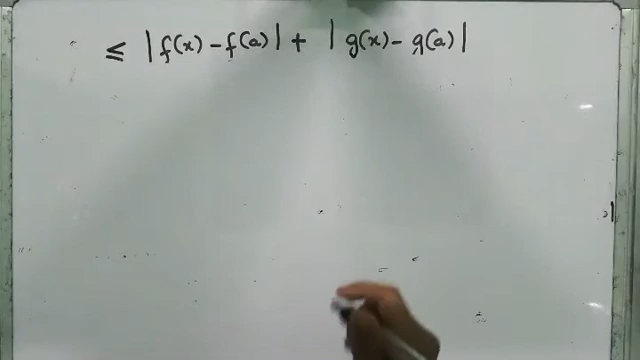 ≤ |f(x) - f(a)| + |g(x) - g(a)|